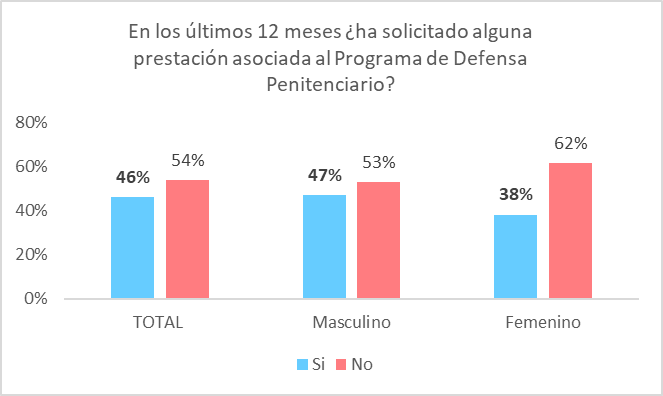 En los últimos 12 meses ¿ha solicitado alguna
prestación asociada al Programa de Defensa
Penitenciario?
80%
60%
40%
20%
0%
46%
54%
47%
53%
38%
62%
TOTAL
Masculino
Femenino
Si
No